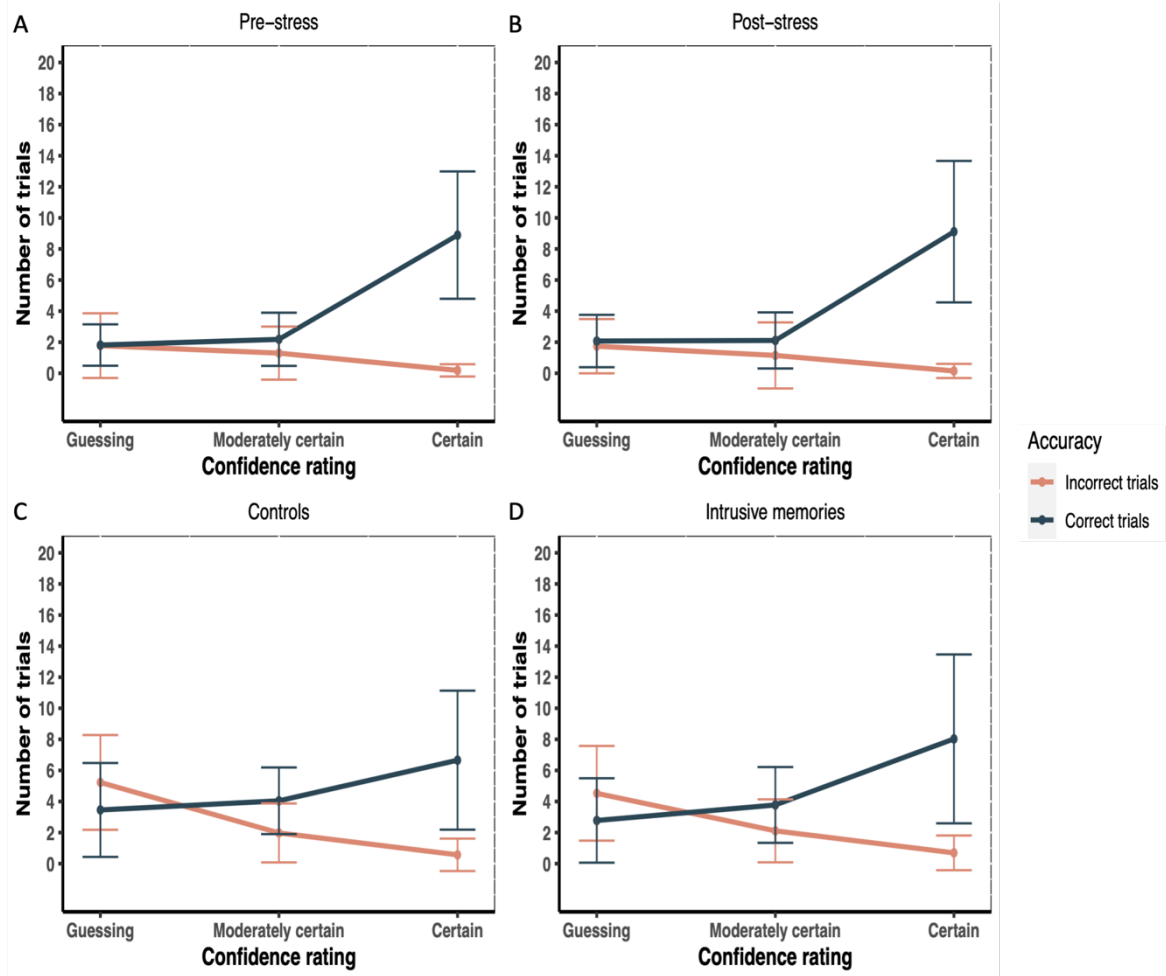 A
Pre-stress
Number of trials
20
18
16
14
12
10
8
6
4
2
0
Guessing
Moderately certain
Certain
Confidence rating
B
Post-stress
Number of trials
20
18
16
14
12
10
8
6
4
2
0
Guessing
Moderately certain
Certain
Confidence rating
C
Controls
Number of trials
20
18
16
14
12
10
8
6
4
2
0
Guessing
Moderately certain
Certain
Confidence rating
D
Intrusive memories
Number of trials
20
18
16
14
12
10
8
6
4
2
0
Guessing
Moderately certain
Certain
Confidence rating
Accuracy
Incorrect trials
Correct trials